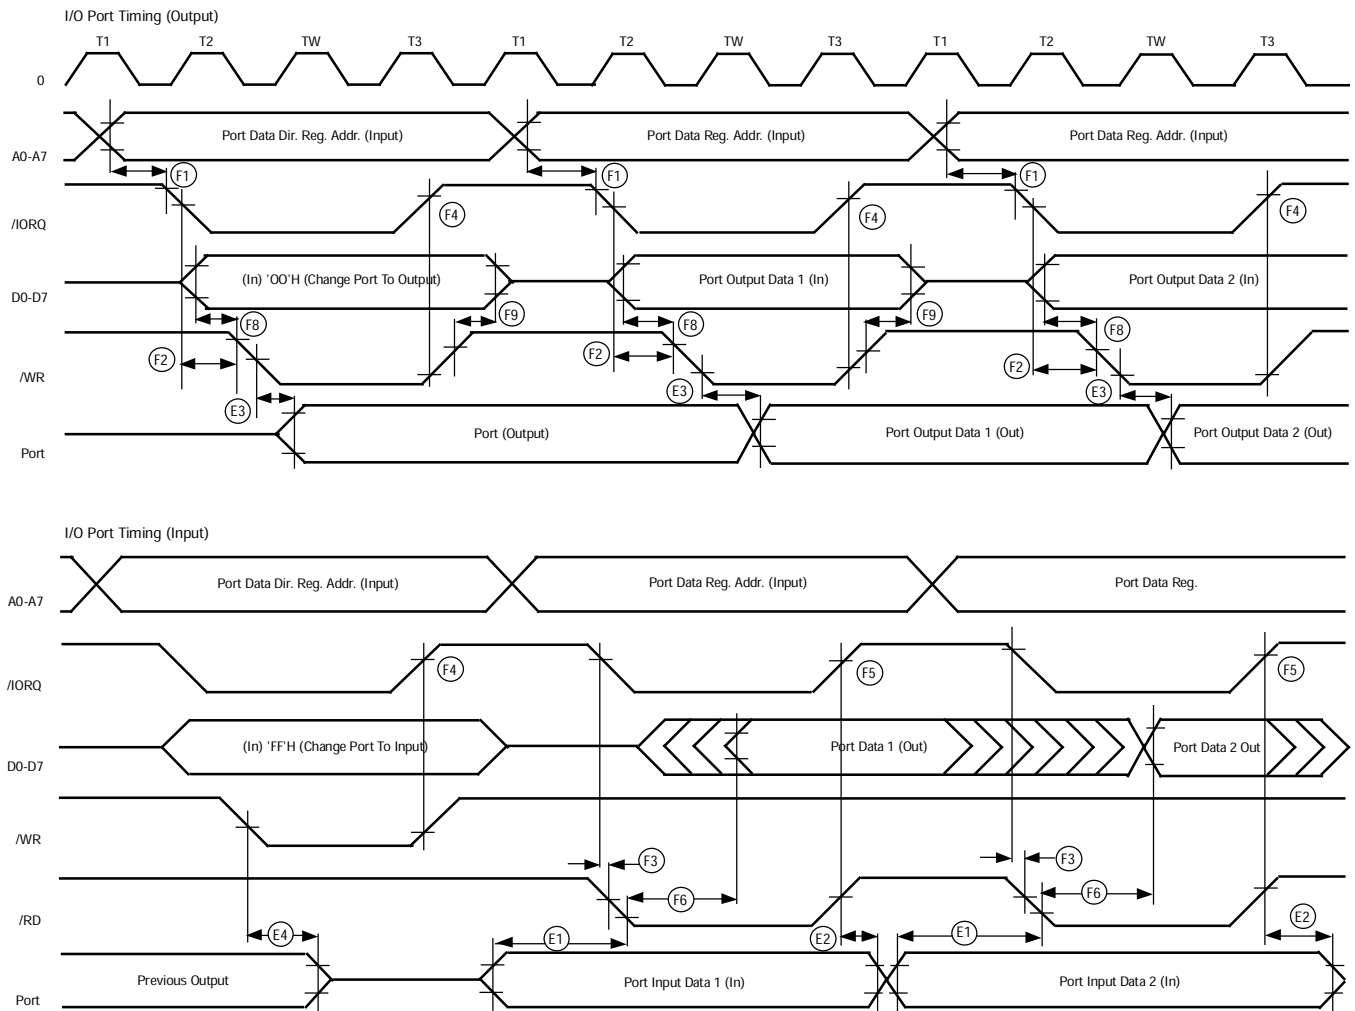 I/O Port Timing (Output)
T1 T2 TW T3 T1 T2 TW T3 T1 T2 TW T3
0
Port Data Dir. Reg. Addr. (Input) Port Data Reg. Addr. (Input) Port Data Reg. Addr. (Input)
A0-A7
F1 F1 F1
F4 F4 F4
/IORQ
(In) 'OO'H (Change Port To Output) Port Output Data 1 (In) Port Output Data 2 (In)
D0-D7
F8 F9 F8 F9 F8
F2 F2 F2
/WR
E3 E3 E3
Port (Output) Port Output Data 1 (Out) Port Output Data 2 (Out)
Port
I/O Port Timing (Input)
Port Data Dir. Reg. Addr. (Input) Port Data Reg. Addr. (Input) Port Data Reg.
A0-A7
F4 F5 F5
/IORQ
(In) 'FF'H (Change Port To Input) Port Data 1 (Out) Port Data 2 Out
D0-D7
/WR
F3 F3
F6 F6
/RD
E4 E1 E2 E1 E2
Previous Output Port Input Data 1 (In) Port Input Data 2 (In)
Port